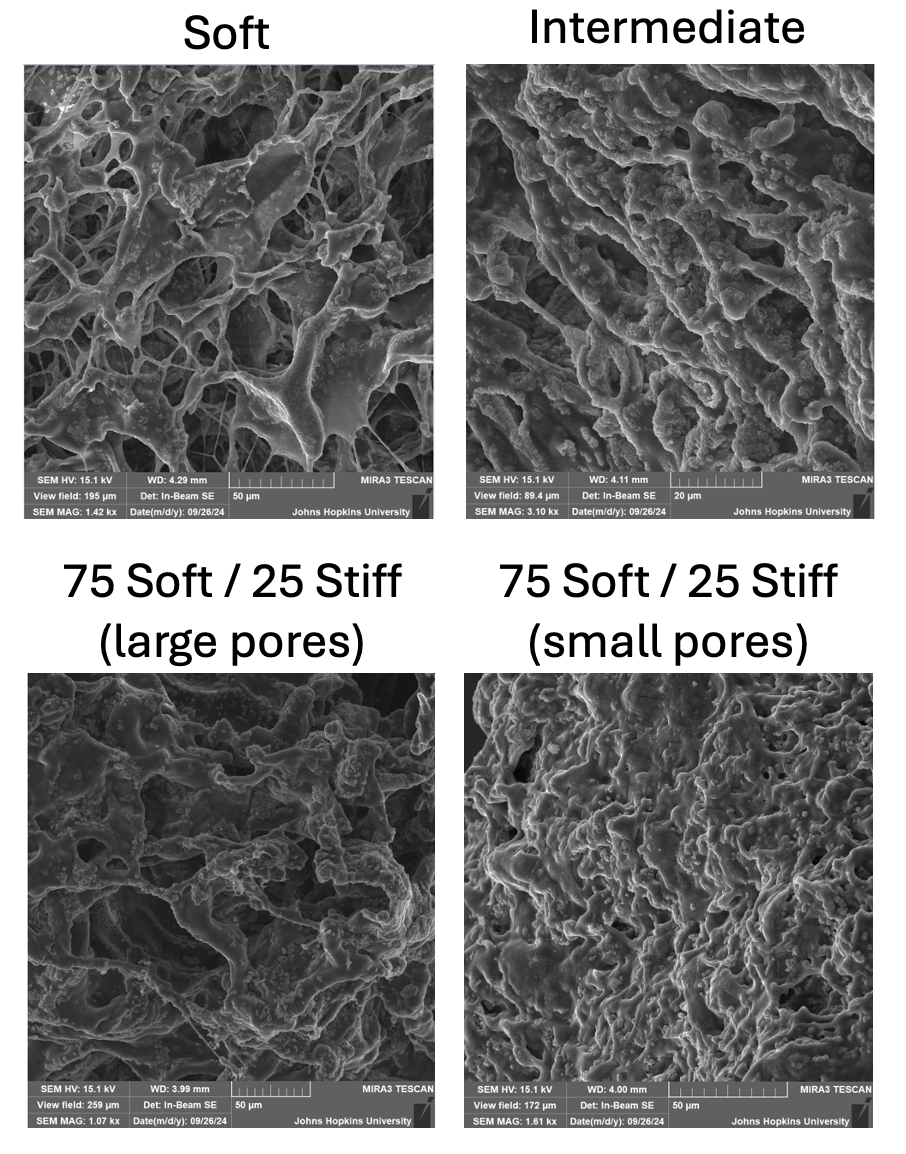 Soft
Intermediate
SEM HV: 15.1 kV WD: 4.29 mm MIRA3 TESCAN
View field: 195 µm Det: In-Beam SE 50 µm
SEM MAG: 1.42 kx Date(m/d/y): 09/26/24 Johns Hopkins University
SEM HV: 15.1 kV WD: 4.11 mm MIRA3 TESCAN
View field: 89.4 µm Det: In-Beam SE 20 µm
SEM MAG: 3.10 kx Date(m/d/y): 09/26/24 Johns Hopkins University
75 Soft / 25 Stiff
(large pores)
75 Soft / 25 Stiff
(small pores)
SEM HV: 15.1 kV WD: 3.99 mm MIRA3 TESCAN
View field: 259 µm Det: In-Beam SE 50 µm
SEM MAG: 1.07 kx Date(m/d/y): 09/26/24 Johns Hopkins University
SEM HV: 15.1 kV WD: 4.00 mm MIRA3 TESCAN
View field: 172 µm Det: In-Beam SE 50 µm
SEM MAG: 1.61 kx Date(m/d/y): 09/26/24 Johns Hopkins University